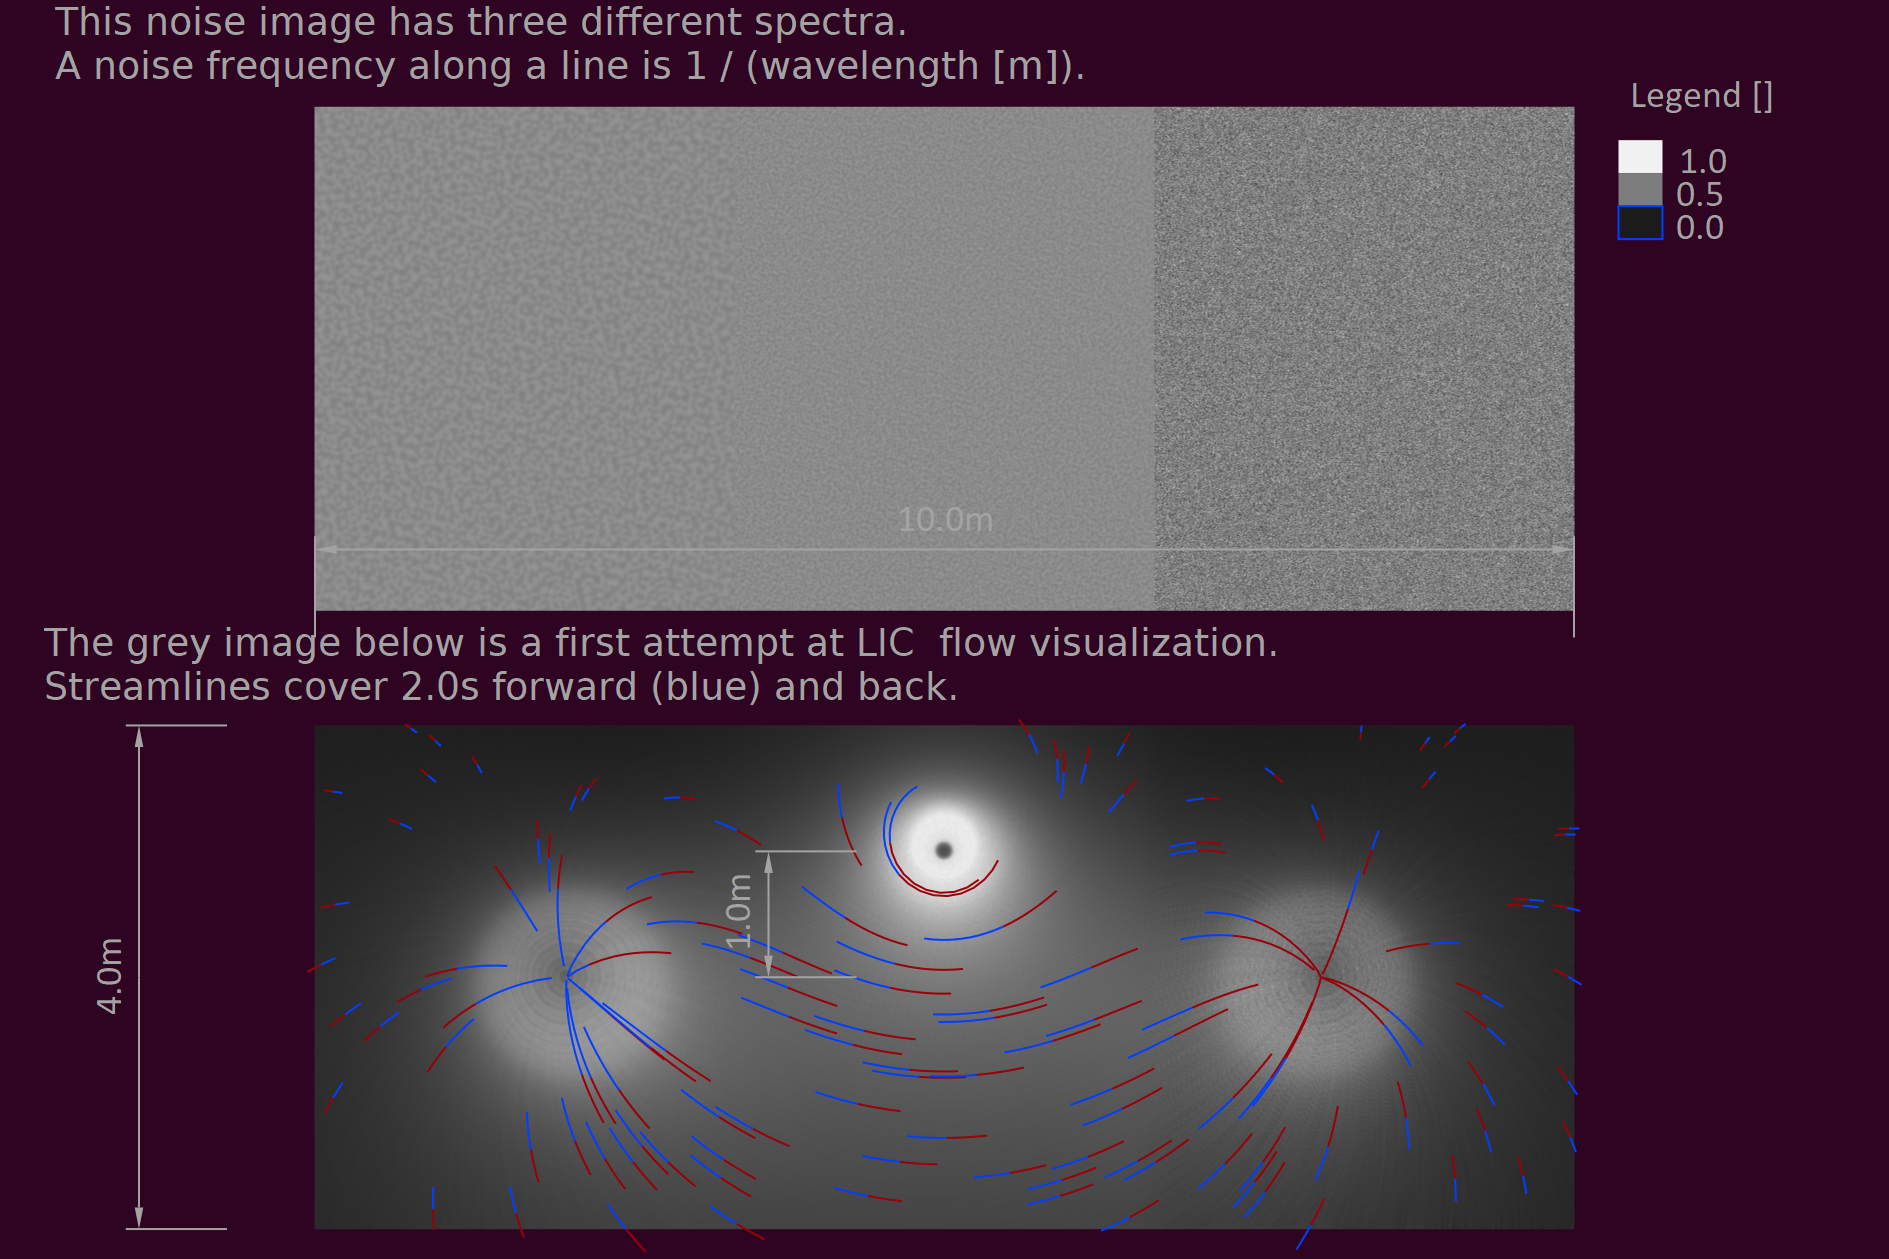 This noise image has three different spectra.
A noise frequency along a line is 1 / (wavelength [m]).
Legend []
1.0
0.5
0.0
10.0m
The grey image below is a first attempt at LIC  flow visualization.
Streamlines cover 2.0s forward (blue) and back.
1.0m
4.0m